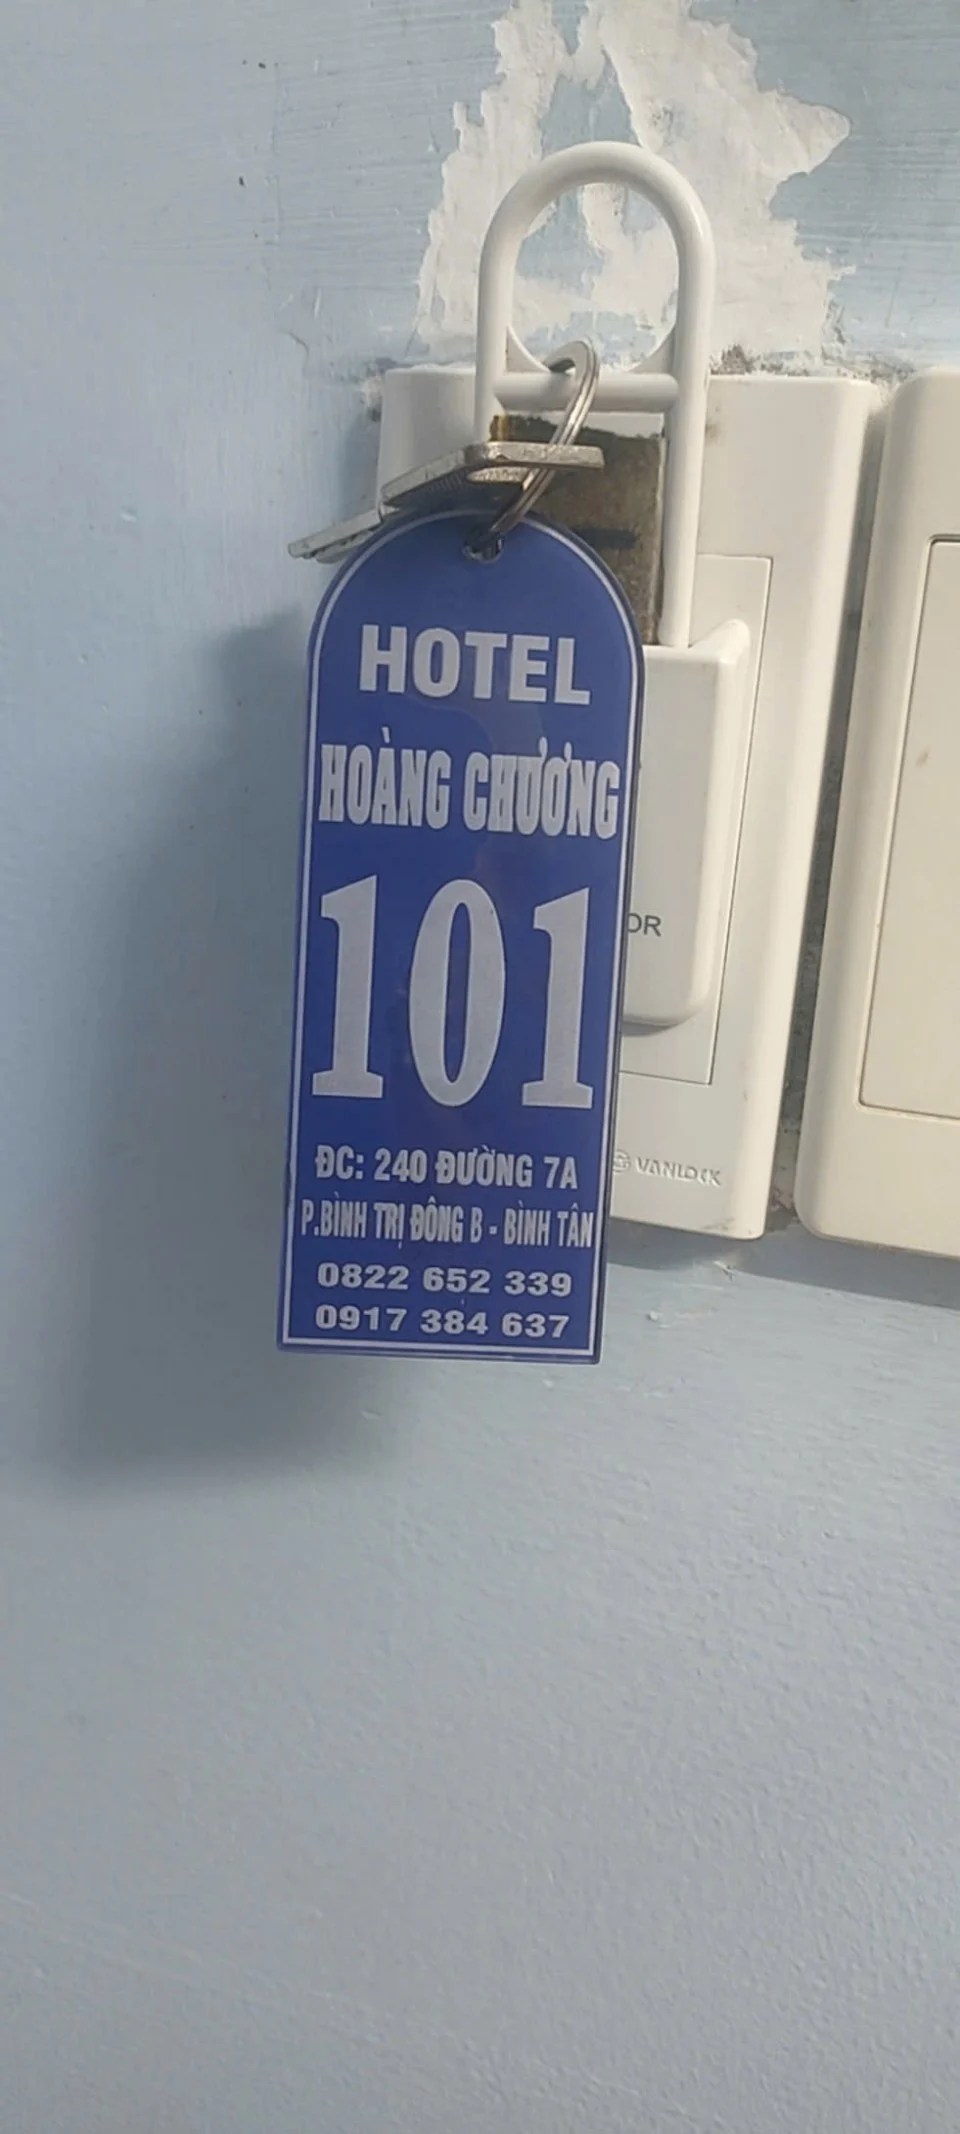 HOTEL
HOÀNG CHƯƠNG
101
ĐC: 240 ĐƯỜNG 7A
P.BÌNH TRỊ ĐÔNG B - BÌNH TÂN
0822 652 339
0917 384 637
VANLOCK